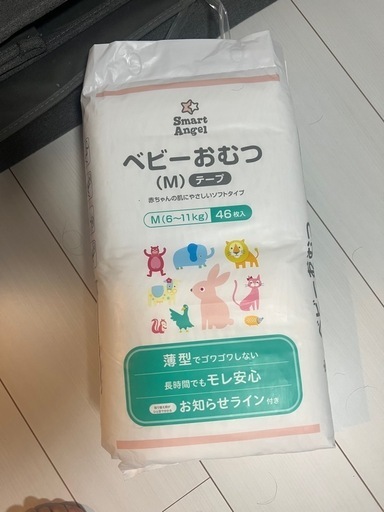 Smart
Angel
ベビーおむつ
(M) テープ
赤ちゃんの肌にやさしいソフトタイプ
M(6~11kg) 46枚入
薄型でゴワゴワしない
長時間でもモレ安心
お知らせライン付き